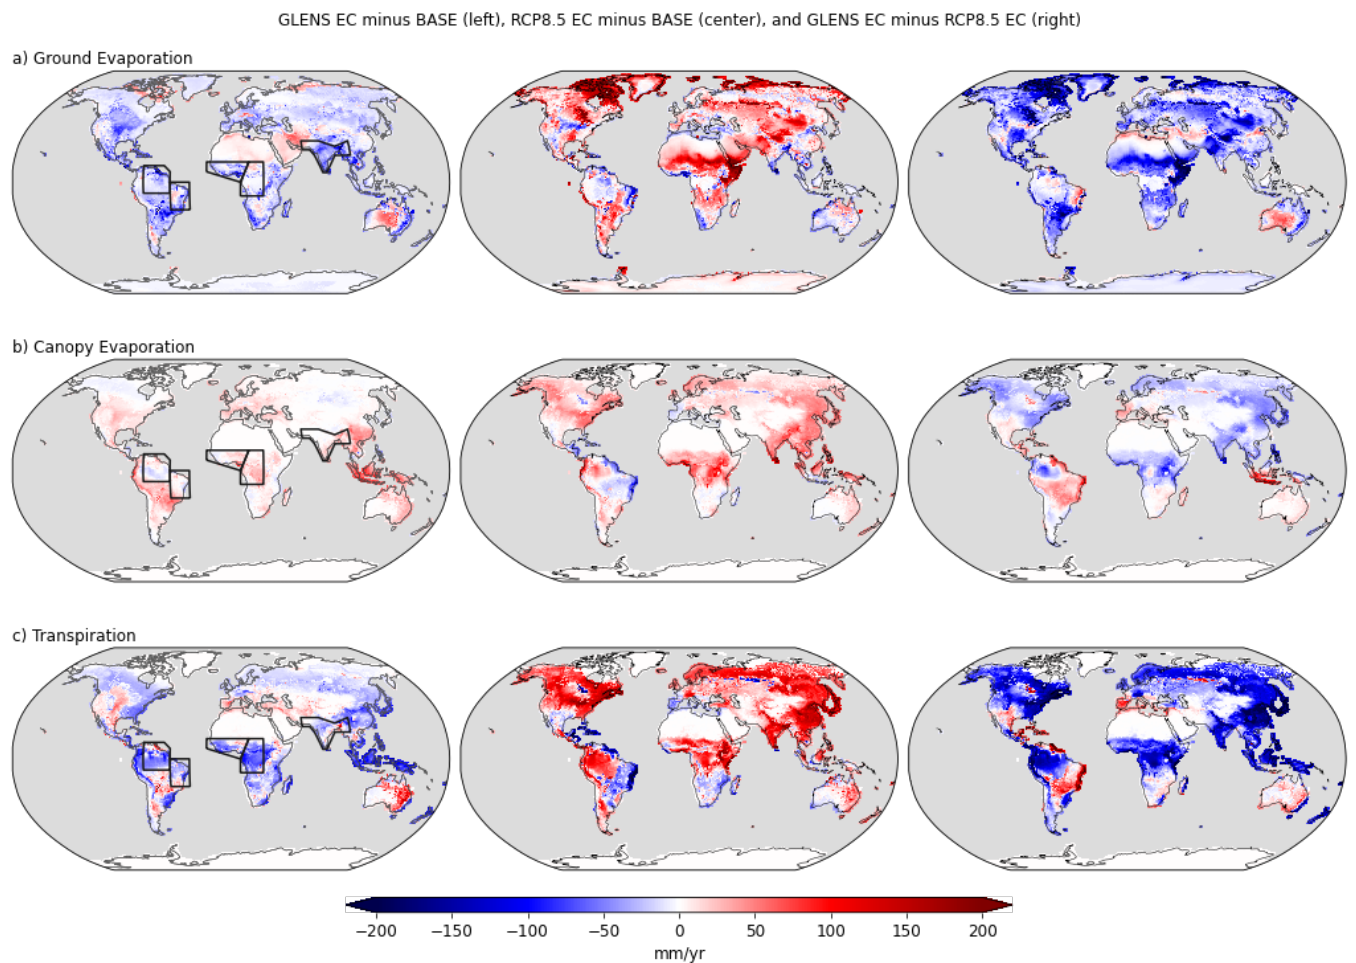 GLENS EC minus BASE (left), RCP8.5 EC minus BASE (center), and GLENS EC minus RCP8.5 EC (right)
a) Ground Evaporation
b) Canopy Evaporation
c) Transpiration
−200 −150 −100 −50 0 50 100 150 200
mm/yr